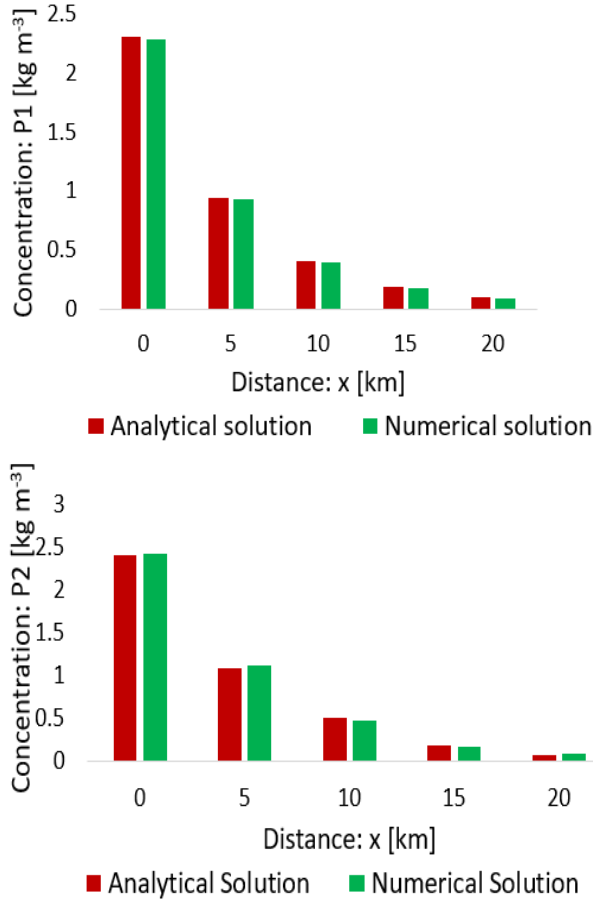 Concentration: P1 [kg m⁻³]
2.5
2
1.5
1
0.5
0
0 5 10 15 20
Distance: x [km]
Analytical solution Numerical solution
Concentration: P2 [kg m⁻³]
3
2.5
2
1.5
1
0.5
0
0 5 10 15 20
Distance: x [km]
Analytical Solution Numerical Solution